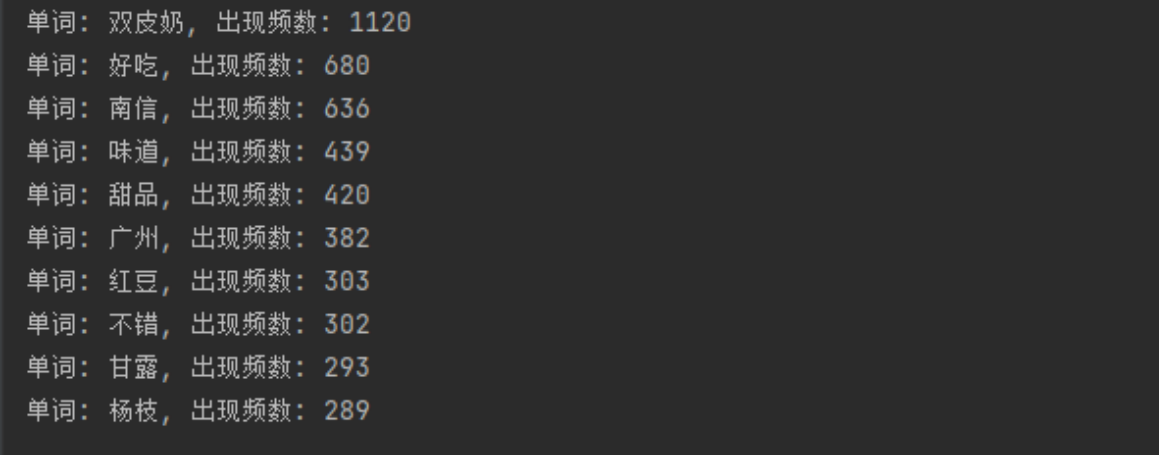 单词: 双皮奶, 出现频数: 1120
单词: 好吃, 出现频数: 680
单词: 南信, 出现频数: 636
单词: 味道, 出现频数: 439
单词: 甜品, 出现频数: 420
单词: 广州, 出现频数: 382
单词: 红豆, 出现频数: 303
单词: 不错, 出现频数: 302
单词: 甘露, 出现频数: 293
单词: 杨枝, 出现频数: 289